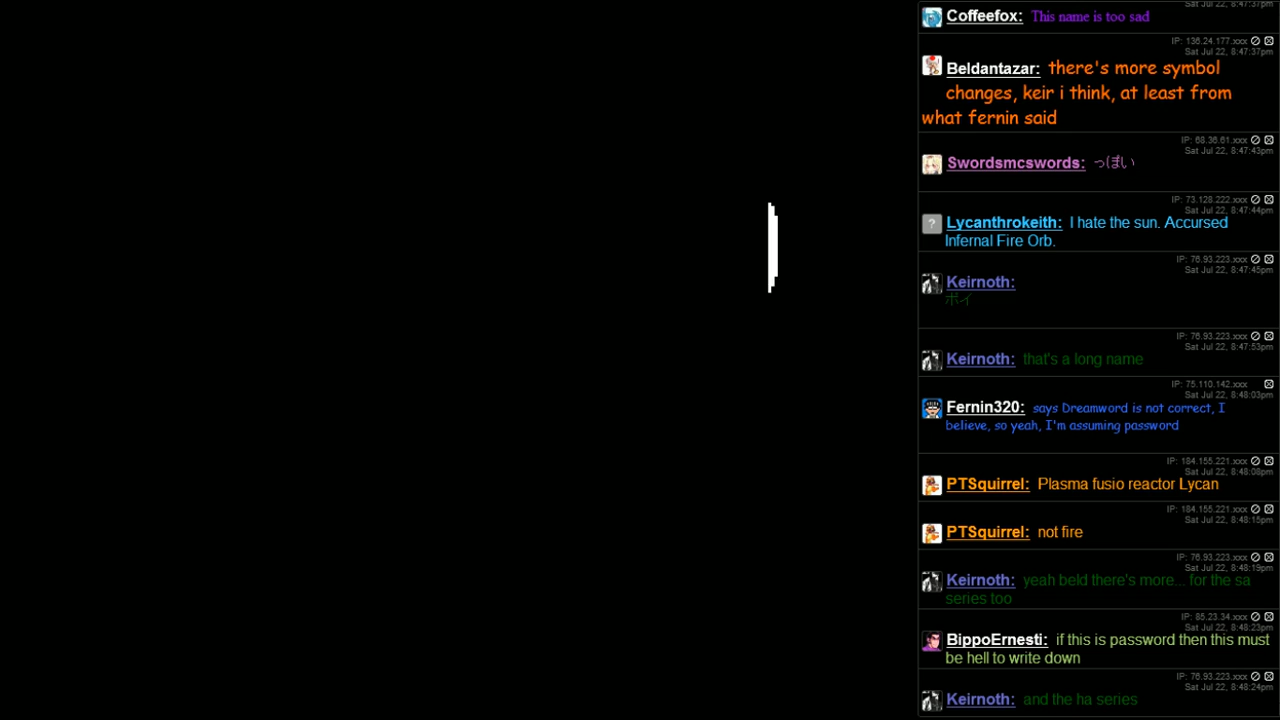 Sat Jul 22, 8:47:37pm
Coffeefox: This name is too sad
IP: 136.24.177.xxx
Sat Jul 22, 8:47:37pm
Beldantazar: there's more symbol
changes, keir i think, at least from
what fernin said
IP: 68.36.61.xxx
Sat Jul 22, 8:47:43pm
Swordsmcswords: っぽい
IP: 73.128.222.xxx
Sat Jul 22, 8:47:44pm
Lycanthrokeith: I hate the sun. Accursed
Infernal Fire Orb.
IP: 76.93.223.xxx
Sat Jul 22, 8:47:45pm
Keirnoth:
ポイ
IP: 76.93.223.xxx
Sat Jul 22, 8:47:53pm
Keirnoth: that's a long name
IP: 75.110.142.xxx
Sat Jul 22, 8:48:03pm
Fernin320: says Dreamword is not correct, I
believe, so yeah, I'm assuming password
IP: 184.155.221.xxx
Sat Jul 22, 8:48:08pm
PTSquirrel: Plasma fusio reactor Lycan
IP: 184.155.221.xxx
Sat Jul 22, 8:48:15pm
PTSquirrel: not fire
IP: 76.93.223.xxx
Sat Jul 22, 8:48:19pm
Keirnoth: yeah beld there's more... for the sa
series too
IP: 85.23.34.xxx
Sat Jul 22, 8:48:23pm
BippoErnesti: if this is password then this must
be hell to write down
IP: 76.93.223.xxx
Sat Jul 22, 8:48:24pm
Keirnoth: and the ha series